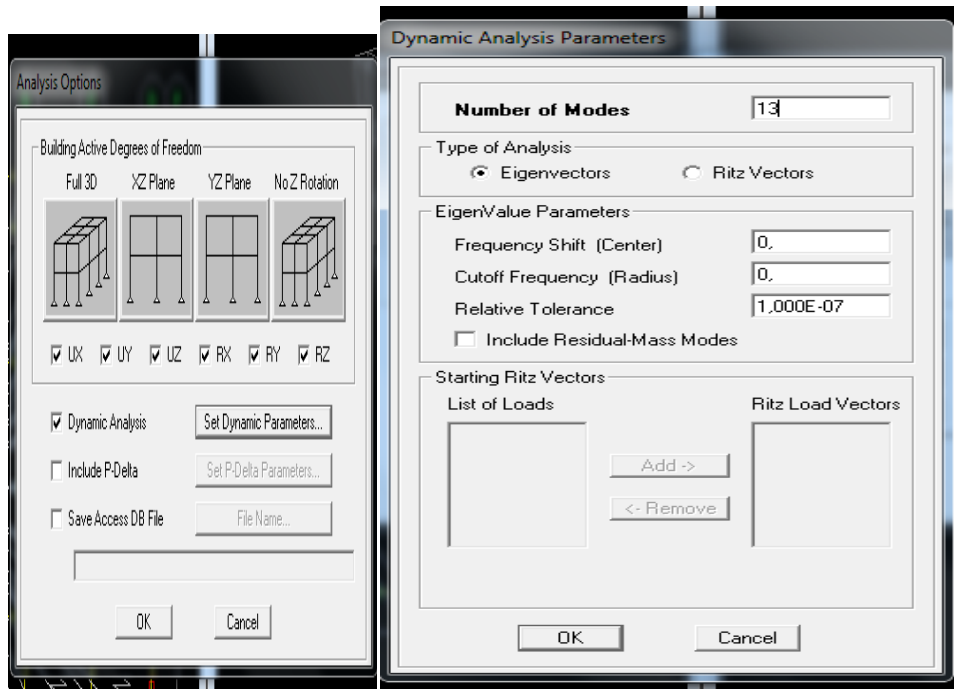 Analysis Options
Building Active Degrees of Freedom
Full 3D XZ Plane YZ Plane No Z Rotation
UX UY UZ RX RY RZ
Dynamic Analysis Set Dynamic Parameters...
Include P-Delta Set P-Delta Parameters...
Save Access DB File File Name...
OK Cancel
Dynamic Analysis Parameters
Number of Modes 13
Type of Analysis
Eigenvectors Ritz Vectors
EigenValue Parameters
Frequency Shift (Center) 0,
Cutoff Frequency (Radius) 0,
Relative Tolerance 1,000E-07
Include Residual-Mass Modes
Starting Ritz Vectors
List of Loads Ritz Load Vectors
Add ->
<- Remove
OK Cancel